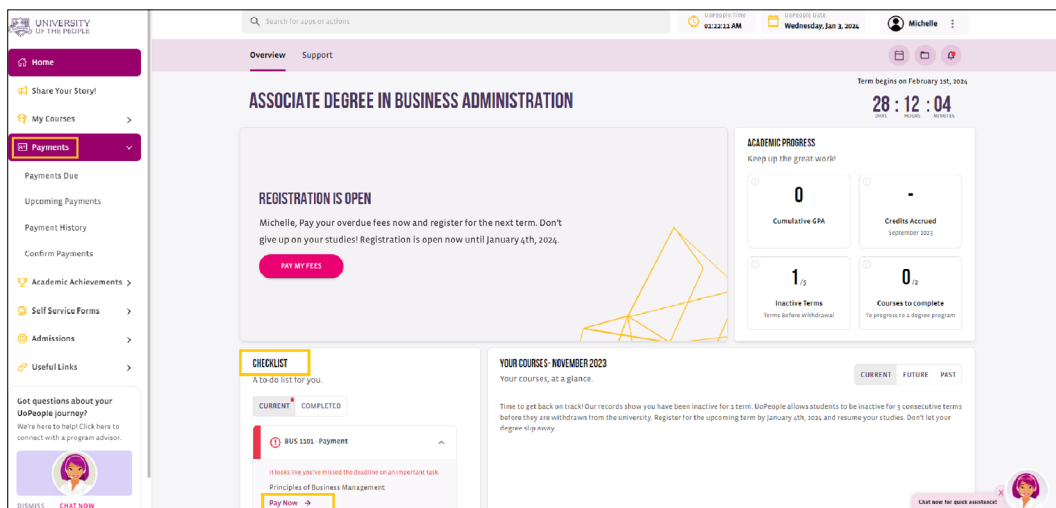 UNIVERSITY
OF THE PEOPLE
Search for apps or actions
UoPeople Time
01:22:11 AM
UoPeople Date
Wednesday, Jan 3, 2024
Michelle
Home
Share Your Story!
My Courses
Payments
Payments Due
Upcoming Payments
Payment History
Confirm Payments
Academic Achievements
Self Service Forms
Admissions
Useful Links
Got questions about your
UoPeople journey?
We're here to help! Click here to
connect with a program advisor.
DISMISS CHAT NOW
Overview Support
Term begins on February 1st, 2024
ASSOCIATE DEGREE IN BUSINESS ADMINISTRATION
28 : 12 : 04
DAYS HOURS MINUTES
REGISTRATION IS OPEN
Michelle, Pay your overdue fees now and register for the next term. Don't
give up on your studies! Registration is open now until January 4th, 2024.
PAY MY FEES
ACADEMIC PROGRESS
Keep up the great work!
0
Cumulative GPA
-
Credits Accrued
September 2023
1/5
Inactive Terms
Terms Before Withdrawal
0/2
Courses to complete
To progress to a degree program
CHECKLIST
A to-do list for you.
CURRENT COMPLETED
BUS 1101 - Payment
It looks like you've missed the deadline on an important task.
Principles of Business Management
Pay Now →
YOUR COURSES- NOVEMBER 2023
Your courses, at a glance.
CURRENT FUTURE PAST
Time to get back on track! Our records show you have been inactive for 1 term. UoPeople allows students to be inactive for 5 consecutive terms
before they are withdrawn from the university. Register for the upcoming term by January 4th, 2024 and resume your studies. Don't let your
degree slip away.
X
Chat now for quick assistance!